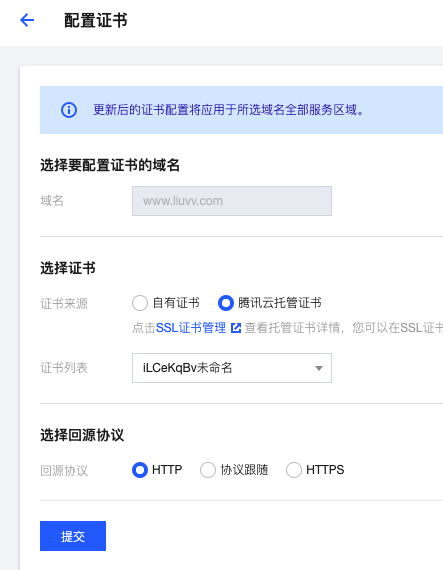 配置证书
更新后的证书配置将应用于所选域名全部服务区域。
选择要配置证书的域名
域名 www.liuvv.com
选择证书
证书来源 自有证书 腾讯云托管证书
点击SSL证书管理 查看托管证书详情，您可以在SSL证书
证书列表 iLCeKqBv未命名
选择回源协议
回源协议 HTTP 协议跟随 HTTPS
提交